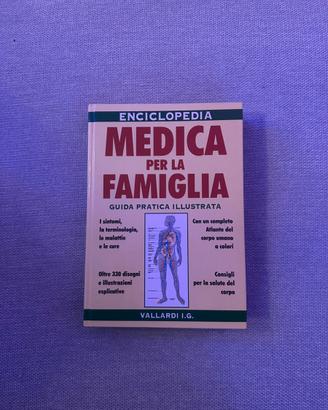 ENCICLOPEDIA
MEDICA
PER LA
FAMIGLIA
GUIDA PRATICA ILLUSTRATA
I sintomi,
la terminologia,
le malattie
e le cure
Con un completo
Atlante del
corpo umano
a colori
Oltre 330 disegni
e illustrazioni
esplicative
Consigli
per la salute del
corpo
VALLARDI I.G.